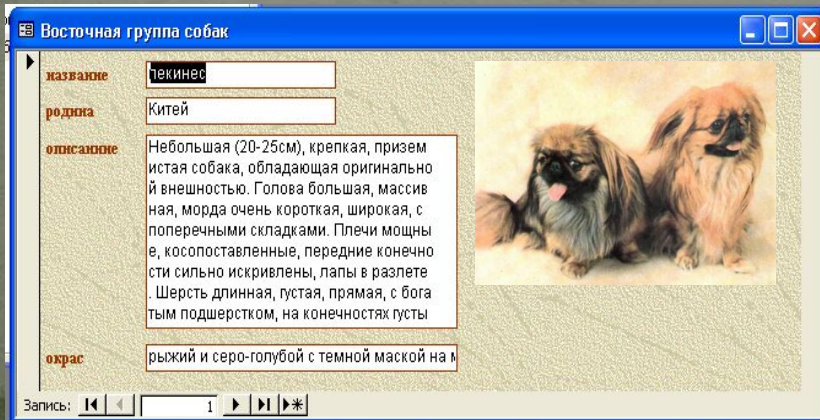 Восточная группа собак
название
пекинес
родина
Китей
описанние
Небольшая (20-25см), крепкая, призем
истая собака, обладающая оригинально
й внешностью. Голова большая, массив
ная, морда очень короткая, широкая, с
поперечными складками. Плечи мощны
е, косопоставленные, передние конечно
сти сильно искривлены, лапы в разлете
. Шерсть длинная, густая, прямая, с бога
тым подшерстком, на конечностях густы
окрас
рыжий и серо-голубой с темной маской на м
Запись: 1